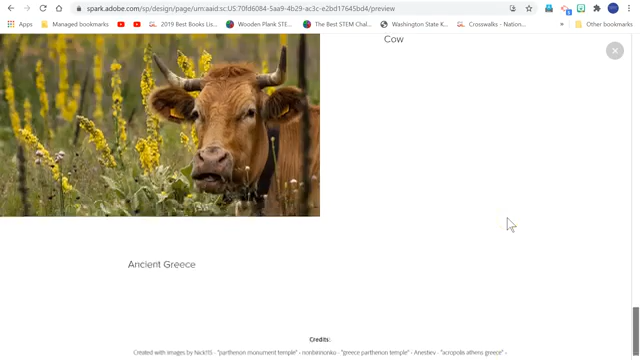 spark.adobe.com/sp/design/page/urn:aaid:sc:US:70fd6084-5aa9-4b29-ac3c-e2bd17645bd4/preview
Apps Managed bookmarks 2019 Best Books Lis... Wooden Plank ST... The Best STEM Chal... Washington State K... Crosswalks - Nation... » Other bookmarks
Cow
Ancient Greece
Credits:
Created with images by Nick115 - "parthenon monument temple" - nonbirinonko - "greece parthenon temple" - Anestiev - "acropolis athens greece" -